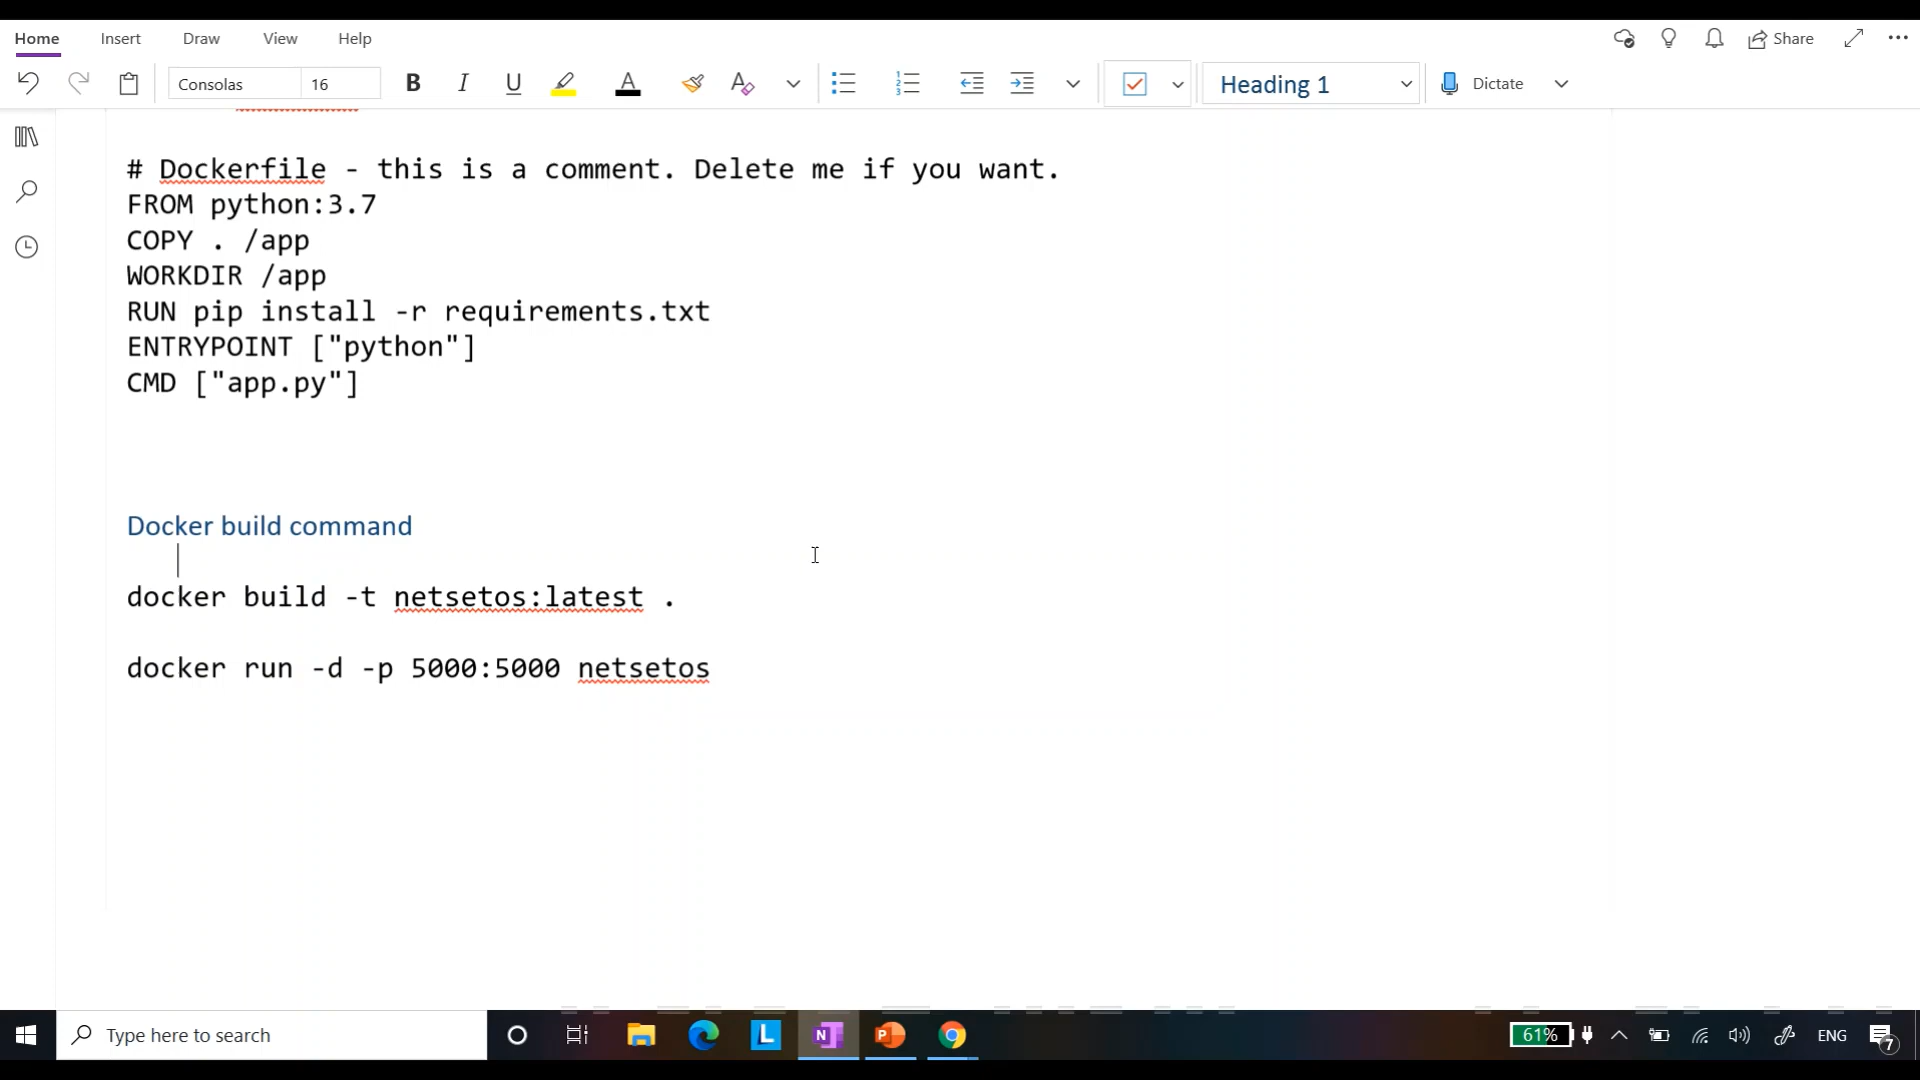 Home Insert Draw View Help Share
Consolas 16 B I U A Heading 1 Dictate
# Dockerfile - this is a comment. Delete me if you want.
FROM python:3.7
COPY . /app
WORKDIR /app
RUN pip install -r requirements.txt
ENTRYPOINT ["python"]
CMD ["app.py"]
Docker build command
docker build -t netsetos:latest .
docker run -d -p 5000:5000 netsetos
Type here to search L N P 61% ENG 7